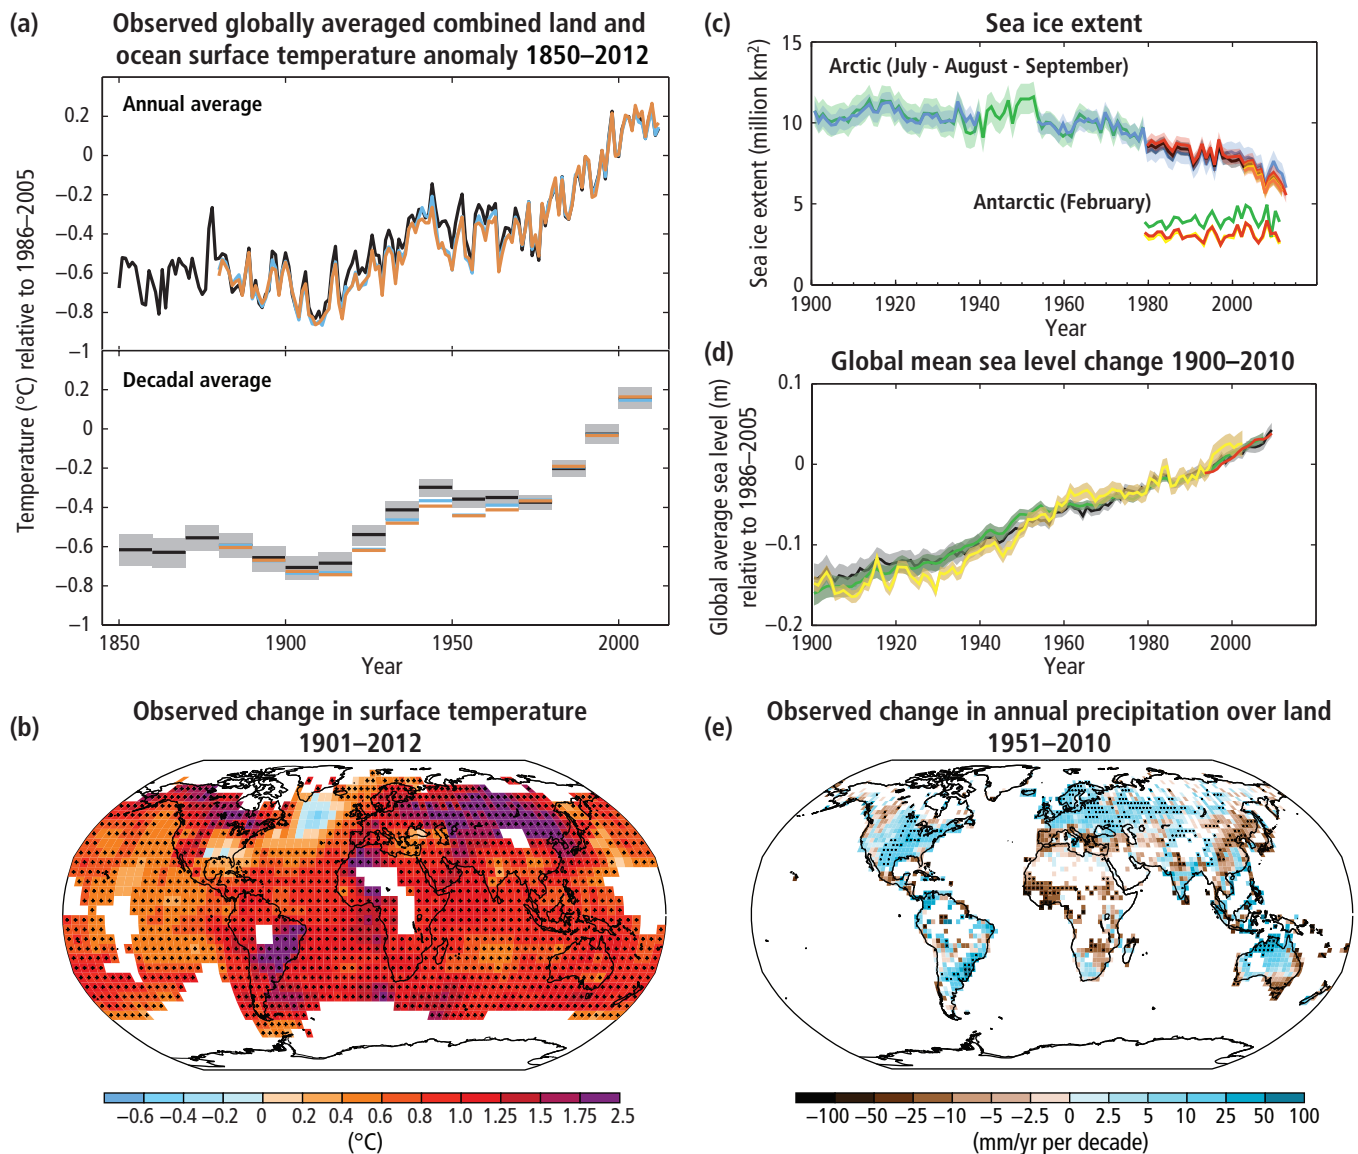 (a)
Observed globally averaged combined land and
ocean surface temperature anomaly 1850–2012
Annual average
0.2
0
−0.2
−0.4
−0.6
−0.8
−1
Decadal average
0.2
0
−0.2
−0.4
−0.6
−0.8
−1
Temperature (°C) relative to 1986–2005
1850
1900
1950
2000
Year
(c)
Sea ice extent
15
10
5
0
Sea ice extent (million km²)
Arctic (July - August - September)
Antarctic (February)
1900
1920
1940
1960
1980
2000
Year
(d)
Global mean sea level change 1900–2010
0.1
0
−0.1
−0.2
Global average sea level (m)
relative to 1986–2005
1900
1920
1940
1960
1980
2000
Year
(b)
Observed change in surface temperature
1901–2012
−0.6 −0.4 −0.2 0 0.2 0.4 0.6 0.8 1.0 1.25 1.5 1.75 2.5
(°C)
(e)
Observed change in annual precipitation over land
1951–2010
−100 −50 −25 −10 −5 −2.5 0 2.5 5 10 25 50 100
(mm/yr per decade)